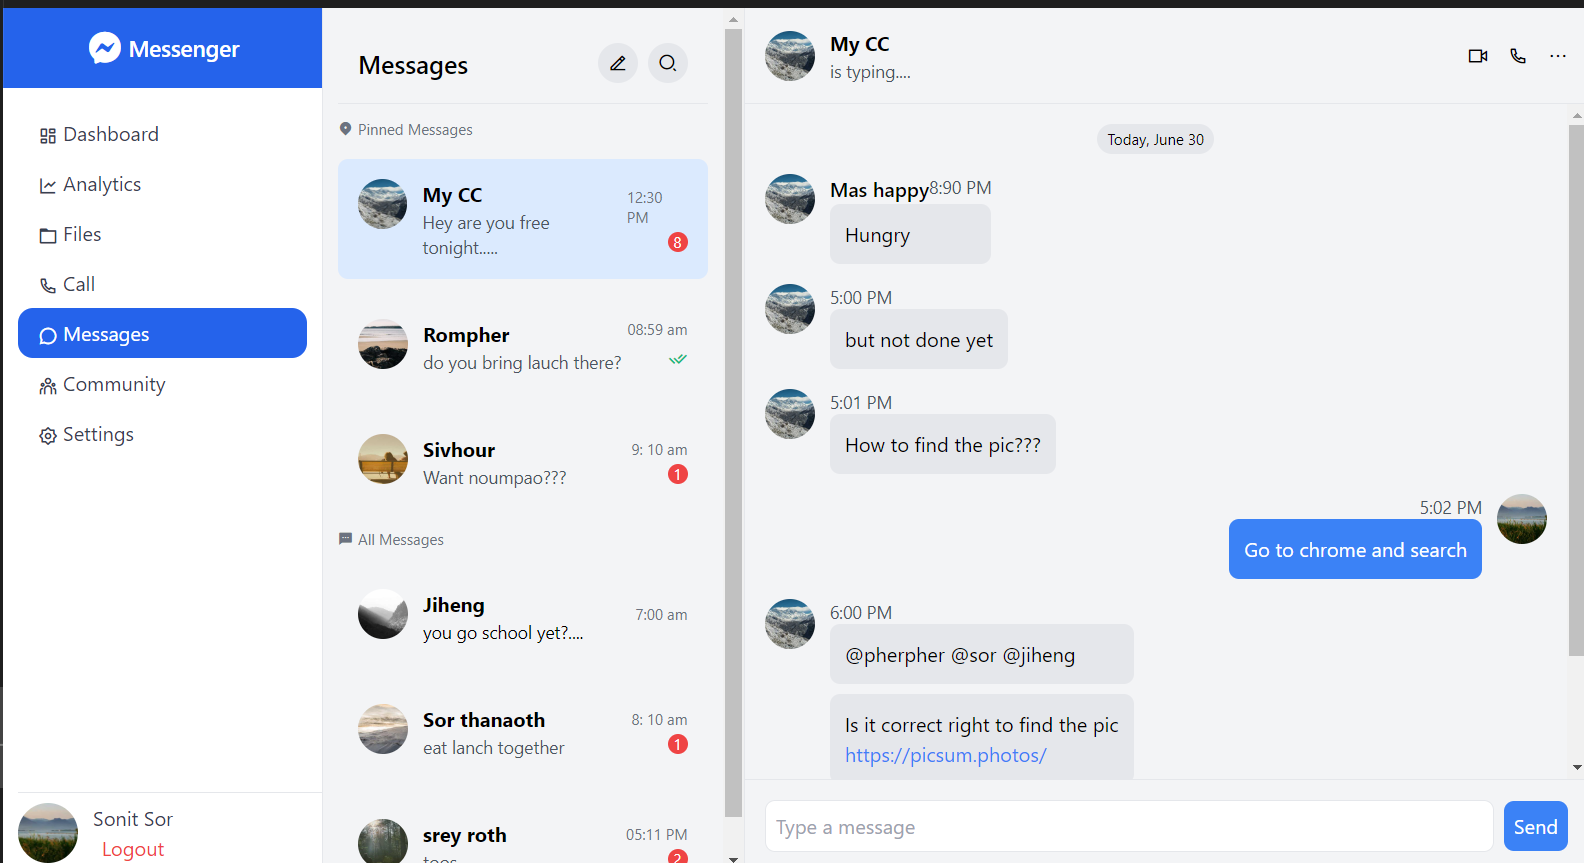 Messenger
Dashboard
Analytics
Files
Call
Messages
Community
Settings
Sonit Sor
Logout
Messages
Pinned Messages
My CC
12:30
PM
Hey are you free
tonight.....
8
Rompher
08:59 am
do you bring lauch there?
Sivhour
9: 10 am
Want noumpao???
1
All Messages
Jiheng
7:00 am
you go school yet?....
Sor thanaoth
8: 10 am
eat lanch together
1
srey roth
05:11 PM
toos
2
My CC
is typing....
Today, June 30
Mas happy8:90 PM
Hungry
5:00 PM
but not done yet
5:01 PM
How to find the pic???
5:02 PM
Go to chrome and search
6:00 PM
@pherpher @sor @jiheng
Is it correct right to find the pic
https://picsum.photos/
Type a message
Send